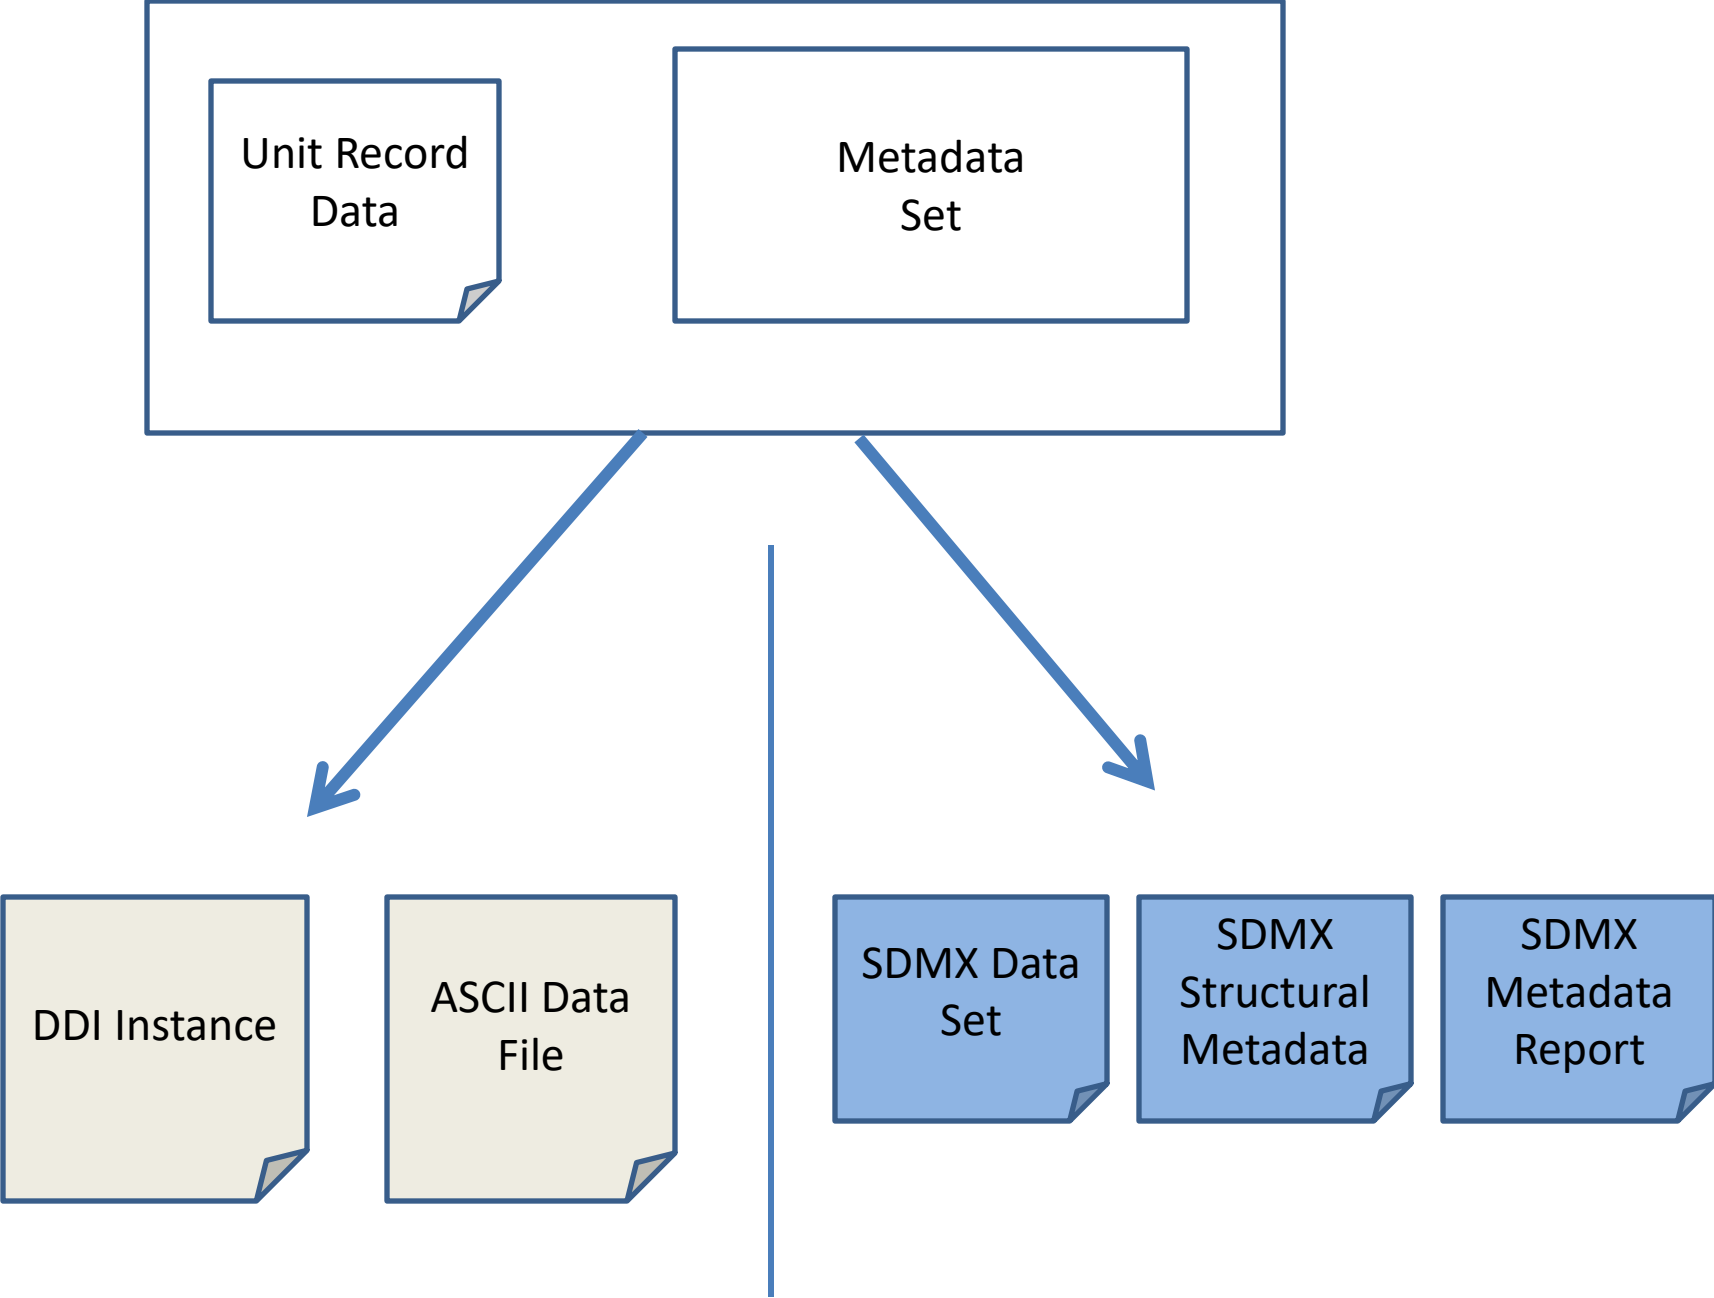 Unit Record
Data
Metadata
Set
DDI Instance
ASCII Data
File
SDMX Data
Set
SDMX
Structural
Metadata
SDMX
Metadata
Report